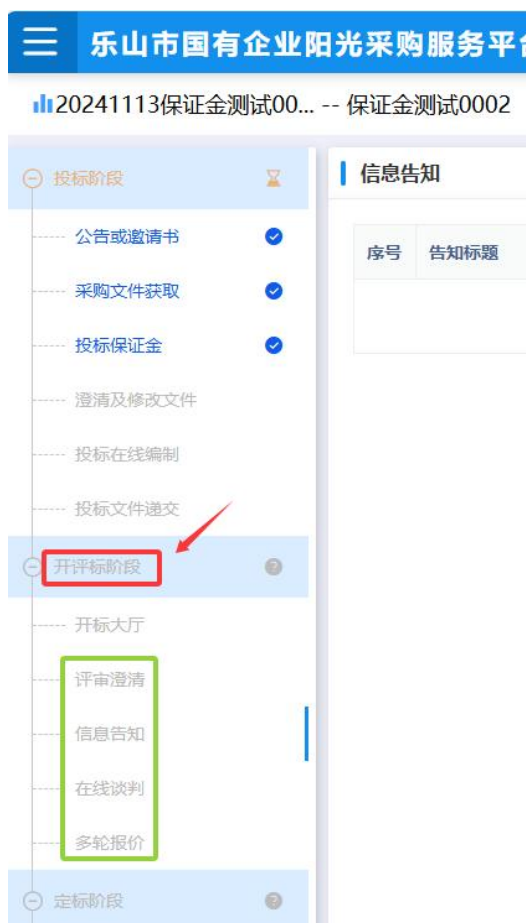 乐山市国有企业阳光采购服务平台
20241113保证金测试00... -- 保证金测试0002
投标阶段
信息告知
公告或邀请书
序号 告知标题
采购文件获取
投标保证金
澄清及修改文件
投标在线编制
投标文件递交
开评标阶段
开标大厅
评审澄清
信息告知
在线谈判
多轮报价
定标阶段